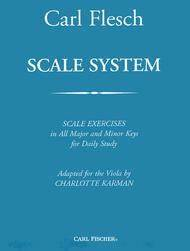 Carl Flesch
SCALE SYSTEM
SCALE EXERCISES
in All Major and Minor Keys
for Daily Study
Adapted for the Viola by
CHARLOTTE KARMAN
CARL FISCHER®